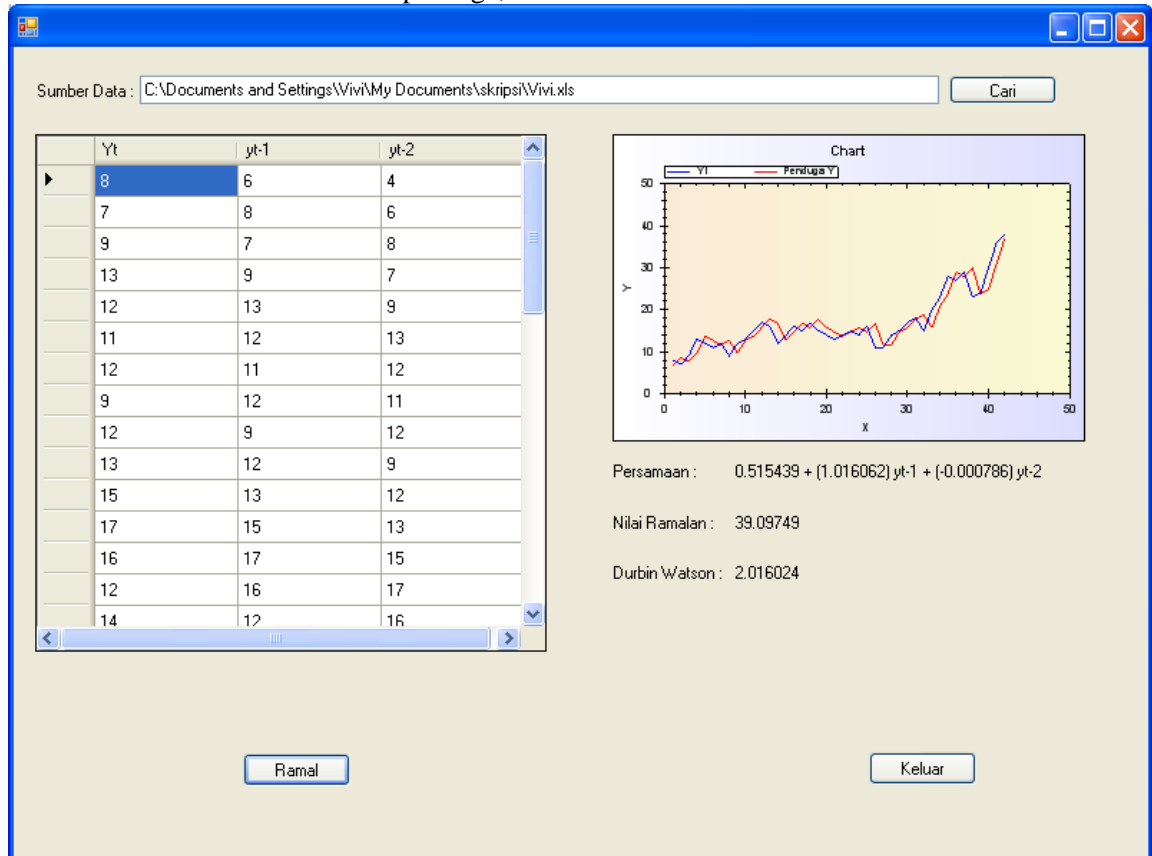 Sumber Data : C:\Documents and Settings\Vivi\My Documents\skripsi\Vivi.xls Cari
Yt yt-1 yt-2
8 6 4
7 8 6
9 7 8
13 9 7
12 13 9
11 12 13
12 11 12
9 12 11
12 9 12
13 12 9
15 13 12
17 15 13
16 17 15
12 16 17
14 12 16
Chart
Yt Penduga Y
50
40
30
20
10
0
Y
0 10 20 30 40 50
X
Persamaan : 0.515439 + (1.016062) yt-1 + (-0.000786) yt-2
Nilai Ramalan : 39.09749
Durbin Watson : 2.016024
Ramal Keluar